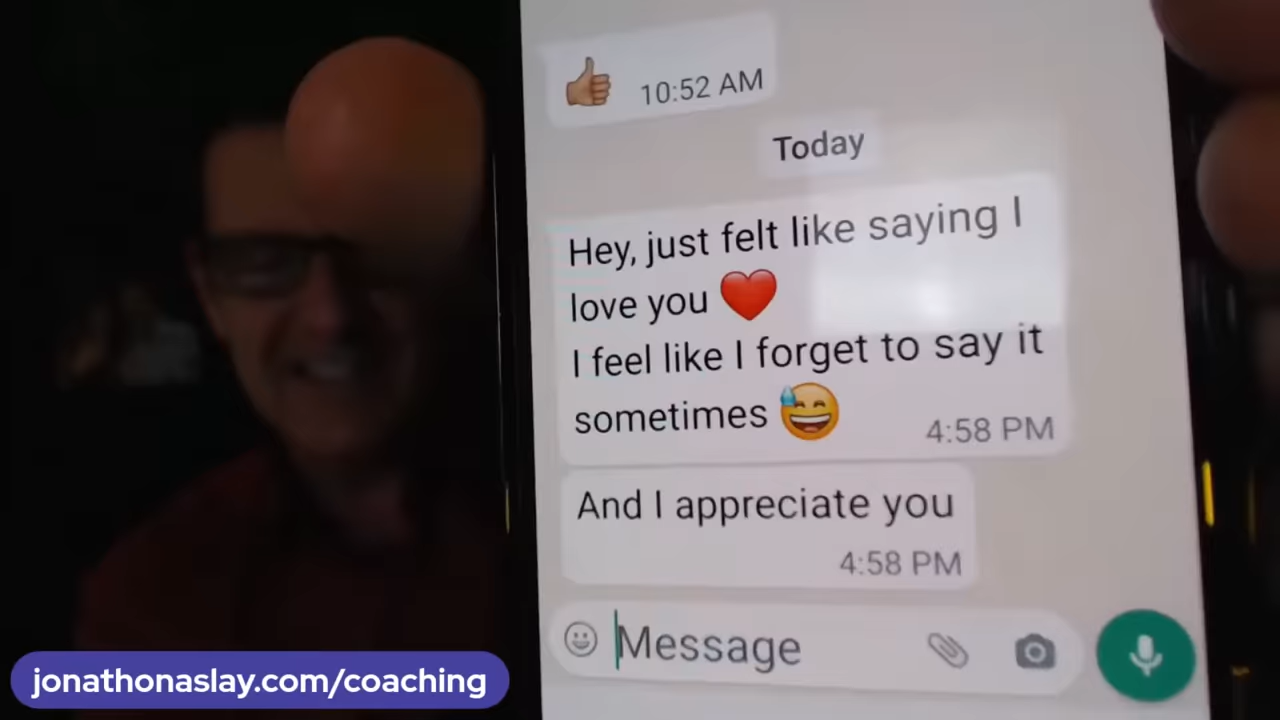 👍🏼 10:52 AM
Today
Hey, just felt like saying I
love you ❤️
I feel like I forget to say it
sometimes 😅 4:58 PM
And I appreciate you
4:58 PM
Message
jonathonaslay.com/coaching